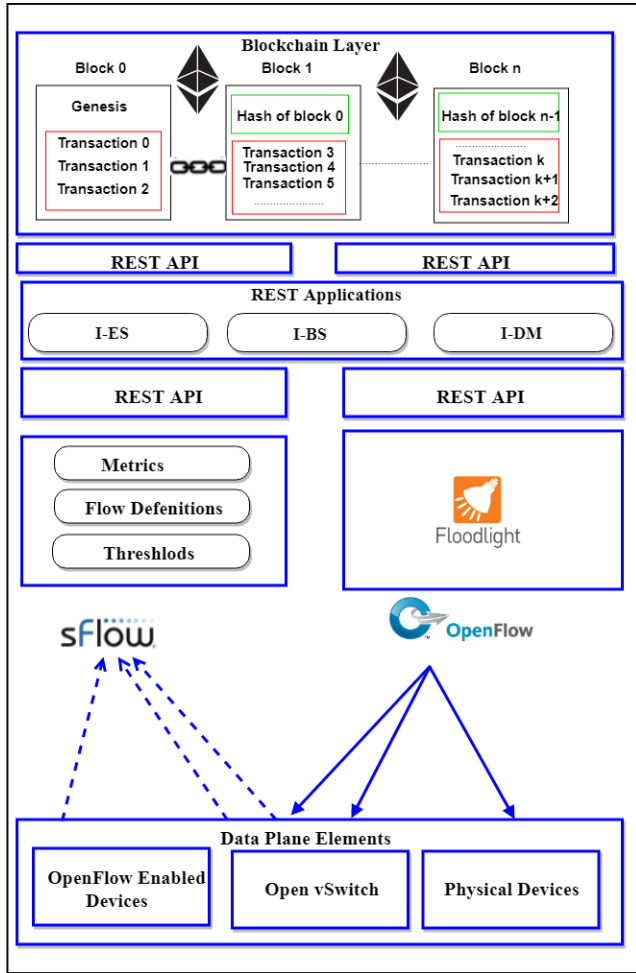 Blockchain Layer
Block 0
Block 1
Block n
Genesis
Transaction 0
Transaction 1
Transaction 2
Hash of block 0
Transaction 3
Transaction 4
Transaction 5
Hash of block n-1
Transaction k
Transaction k+1
Transaction k+2
REST API
REST API
REST Applications
I-ES
I-BS
I-DM
REST API
REST API
Metrics
Flow Defenitions
Threshlods
Floodlight
sFlow
OpenFlow
Data Plane Elements
OpenFlow Enabled
Devices
Open vSwitch
Physical Devices